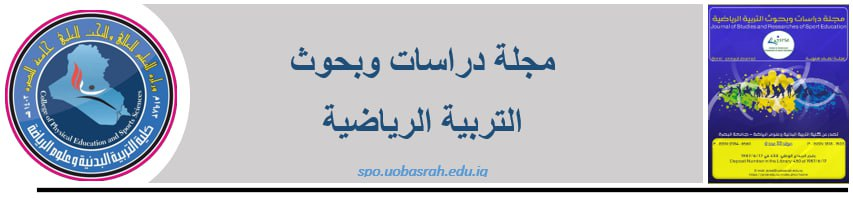 مجلة دراسات وبحوث
التربية الرياضية
spo.uobasrah.edu.iq
College of Physical Education and Sports Sciences
كلية التربية البدنية وعلوم الرياضة
مجلة دراسات وبحوث التربية الرياضية
Journal of Studies and Researches of Sport Education